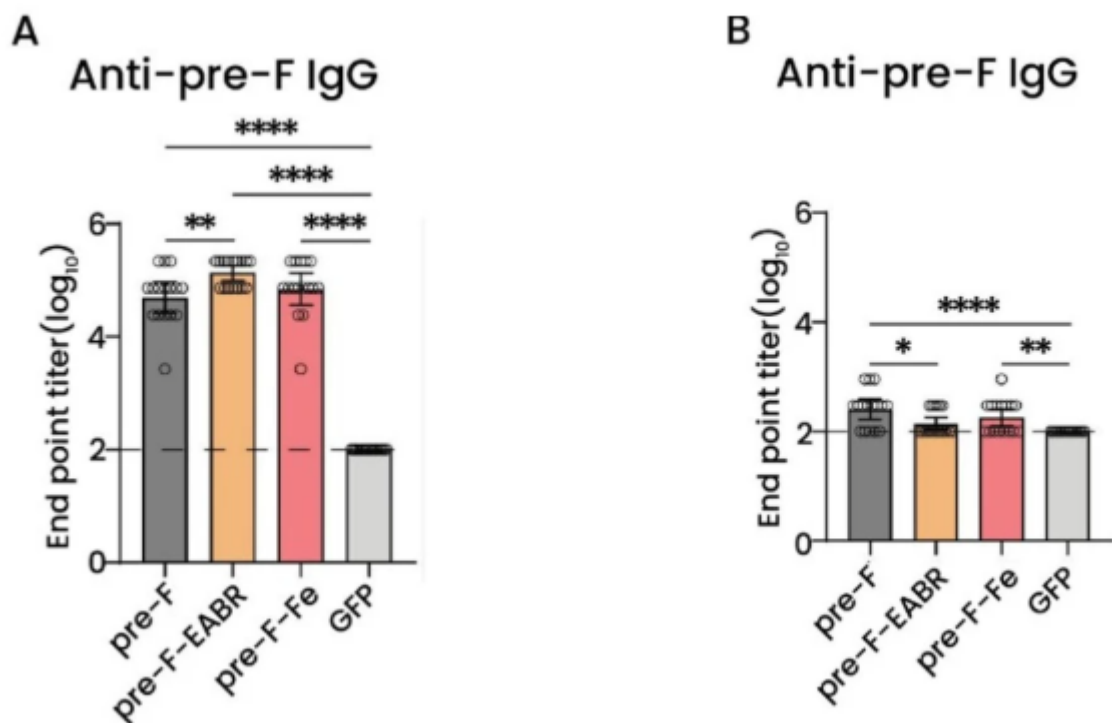 A
Anti-pre-F IgG
****
****
** ****
End point titer(log₁₀)
6
4
2
0
pre-F
pre-F-EABR
pre-F-Fe
GFP
B
Anti-pre-F IgG
****
* **
End point titer(log₁₀)
6
4
2
0
pre-F
pre-F-EABR
pre-F-Fe
GFP